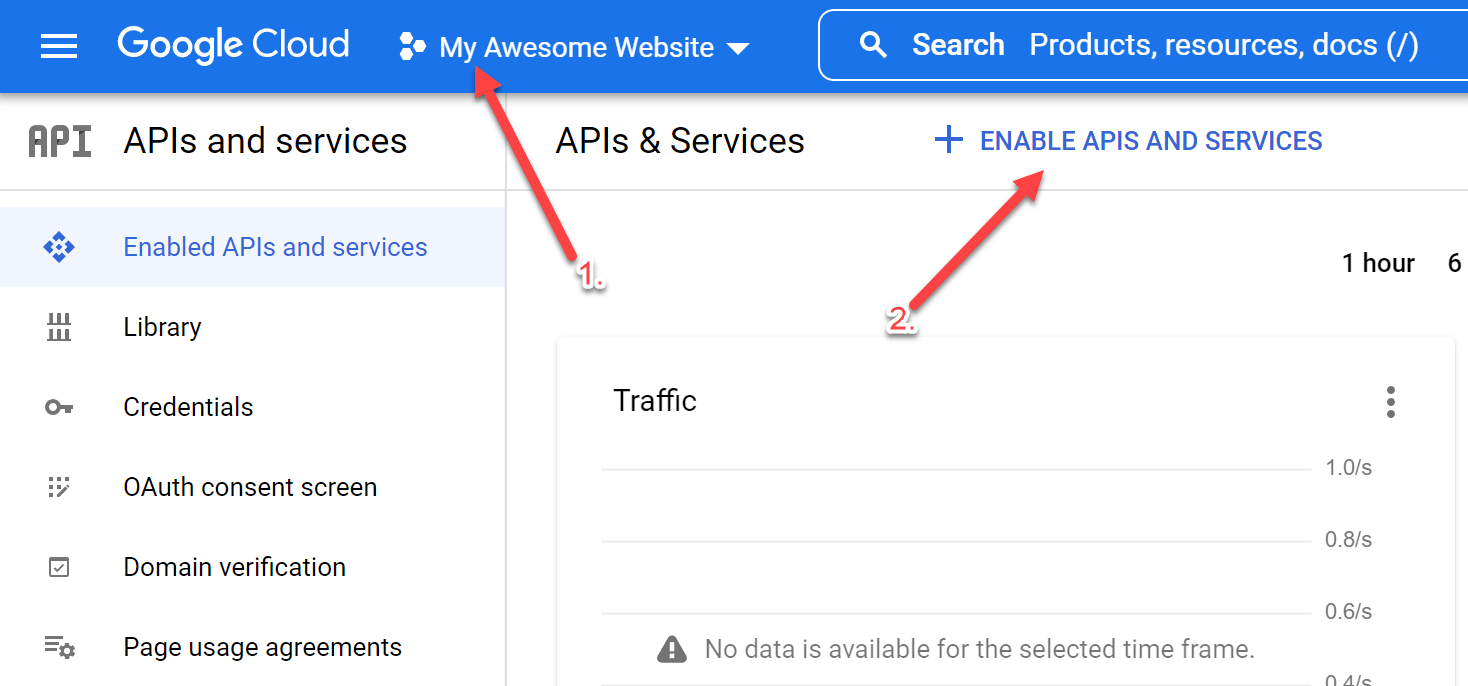 Google Cloud My Awesome Website Search Products, resources, docs (/)
API APIs and services
APIs & Services + ENABLE APIS AND SERVICES
Enabled APIs and services
Library
Credentials
OAuth consent screen
Domain verification
Page usage agreements
1.
2.
1 hour 6
Traffic
1.0/s
0.8/s
0.6/s
No data is available for the selected time frame.
0.4/s